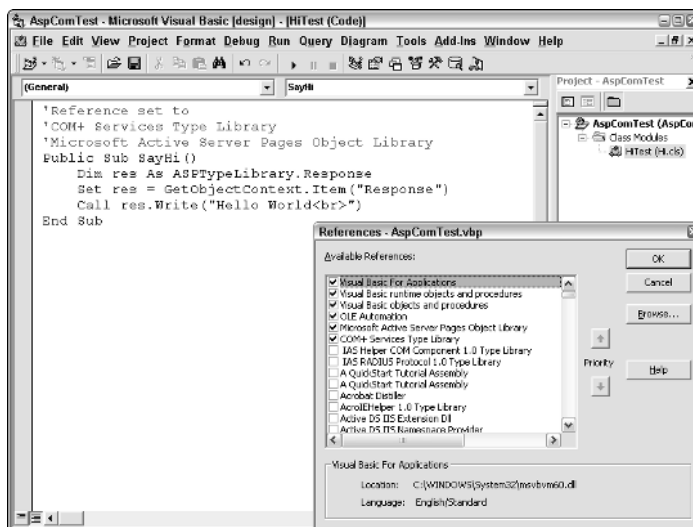 AspComTest - Microsoft Visual Basic [design] - [HiTest (Code)]
File Edit View Project Format Debug Run Query Diagram Tools Add-Ins Window Help
(General) SayHi
'Reference set to
'COM+ Services Type Library
'Microsoft Active Server Pages Object Library
Public Sub SayHi()
Dim res As ASPTypeLibrary.Response
Set res = GetObjectContext.Item("Response")
Call res.Write("Hello World<br>")
End Sub
Project - AspComTest
AspComTest (AspCo
Class Modules
HiTest (Hi.cls)
References - AspComTest.vbp
Available References:
Visual Basic For Applications
Visual Basic runtime objects and procedures
Visual Basic objects and procedures
OLE Automation
Microsoft Active Server Pages Object Library
COM+ Services Type Library
IAS Helper COM Component 1.0 Type Library
IAS RADIUS Protocol 1.0 Type Library
A QuickStart Tutorial Assembly
A QuickStart Tutorial Assembly
Acrobat Distiller
AcroIEHelper 1.0 Type Library
Active DS IIS Extension Dll
Active DS IIS Namespace Provider
OK
Cancel
Browse...
Priority
Help
Visual Basic For Applications
Location: C:\WINDOWS\System32\msvbvm60.dll
Language: English/Standard